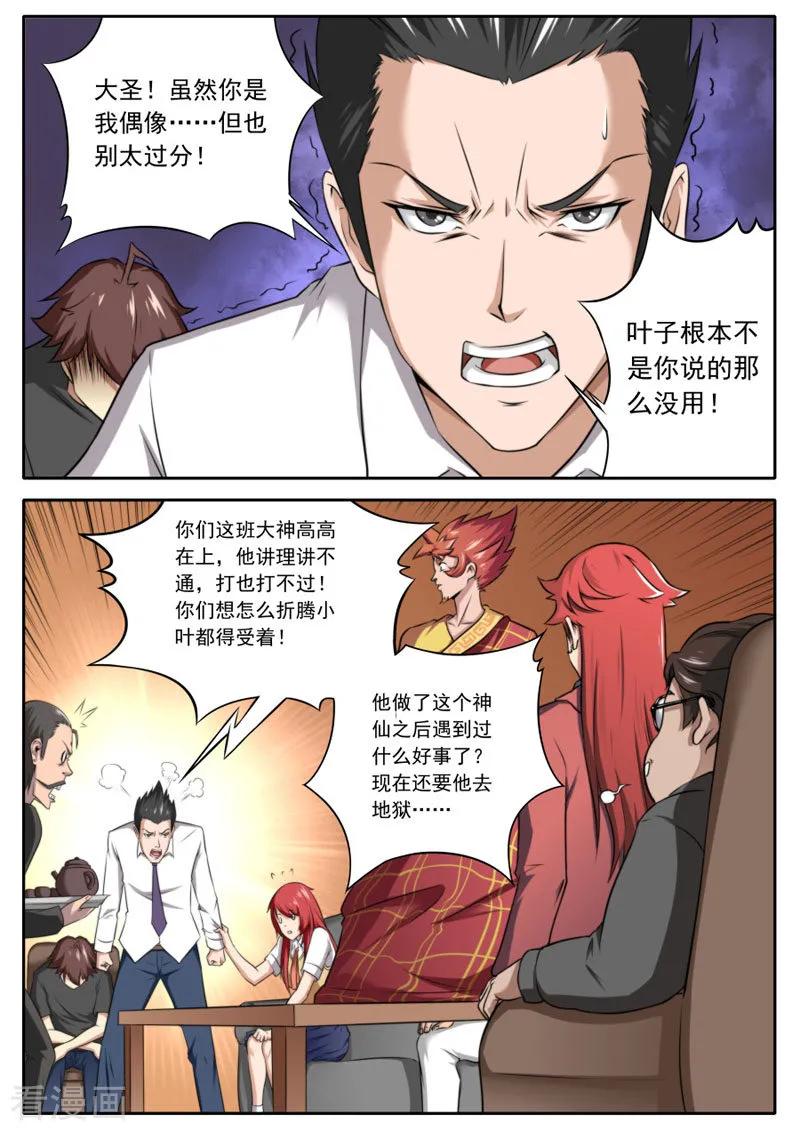 大圣！虽然你是
我偶像……但也
别太过分！
叶子根本不
是你说的那
么没用！
你们这班大神高高
在上，他讲理讲不
通，打也打不过！
你们想怎么折腾小
叶都得受着！
他做了这个神
仙之后遇到过
什么好事了？
现在还要他去
地狱……
看漫画